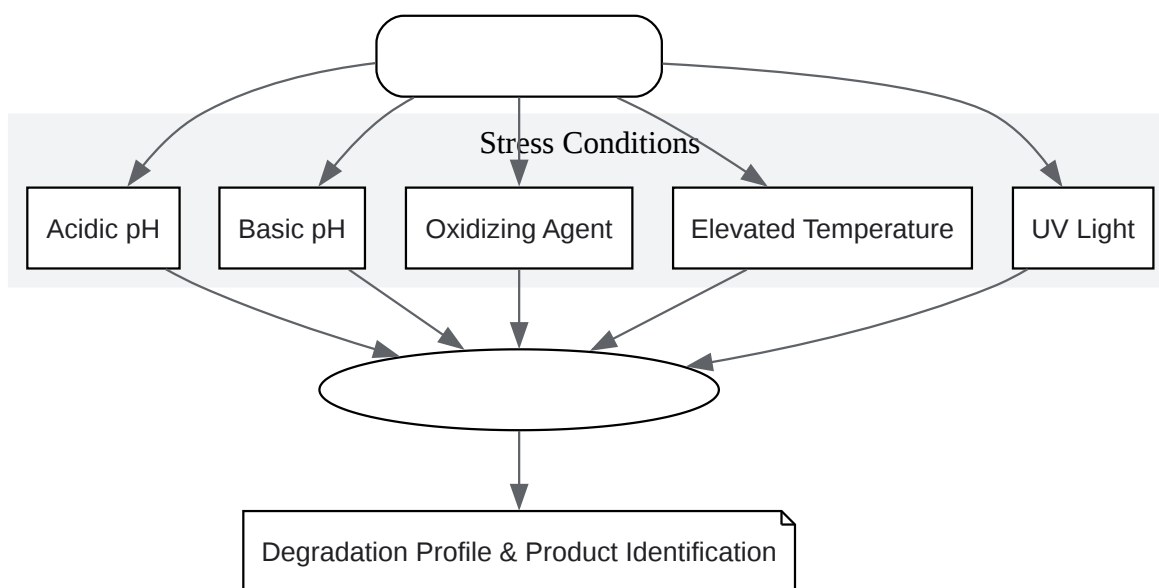 Stress Conditions
Acidic pH
Basic pH
Oxidizing Agent
Elevated Temperature
UV Light
Degradation Profile & Product Identification